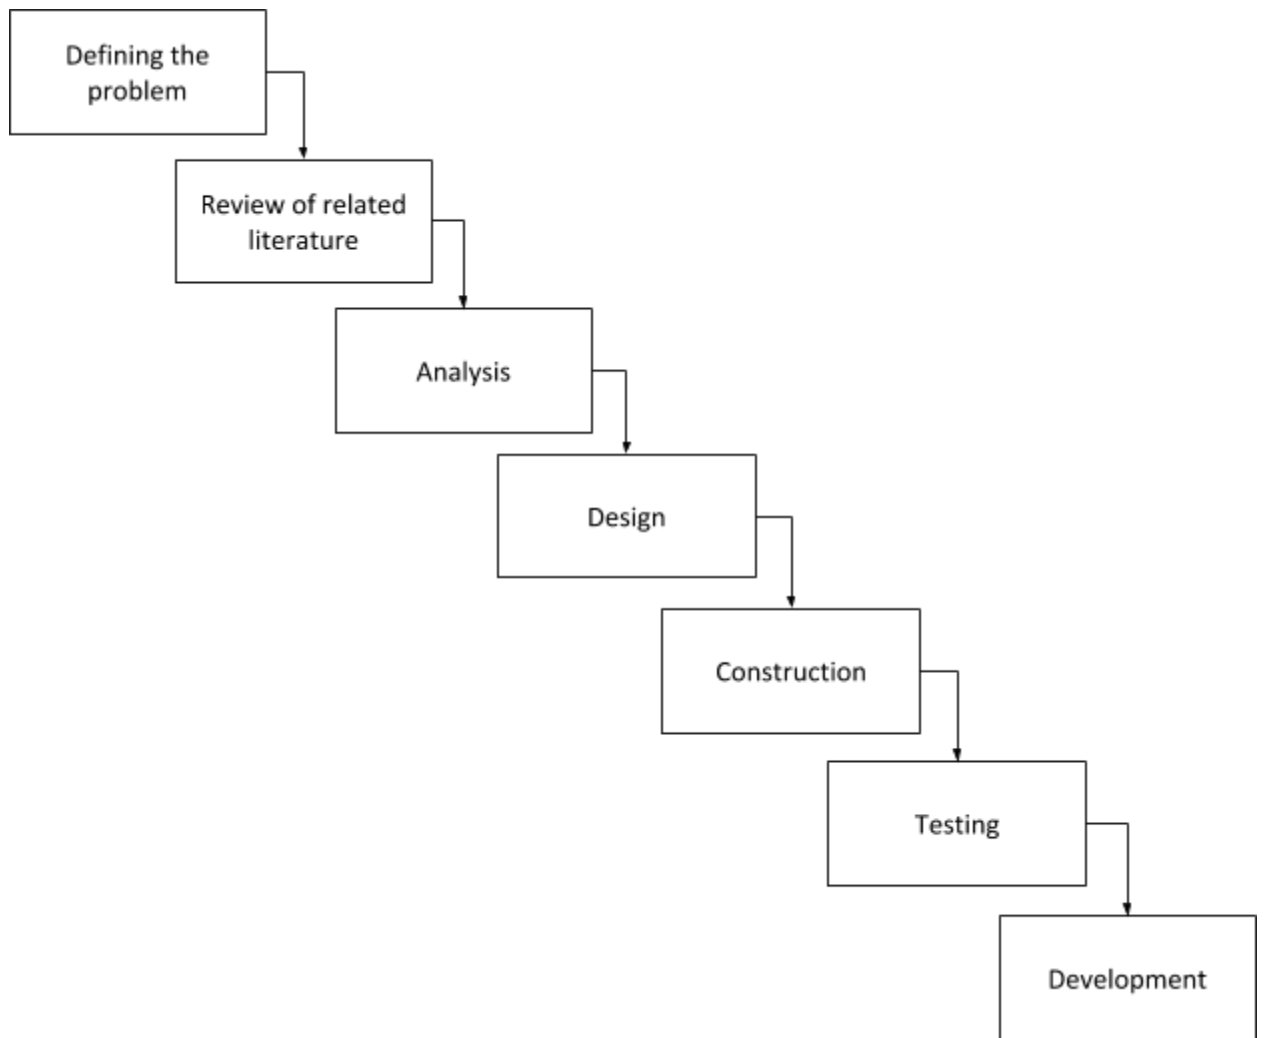 Defining the
problem
Review of related
literature
Analysis
Design
Construction
Testing
Development